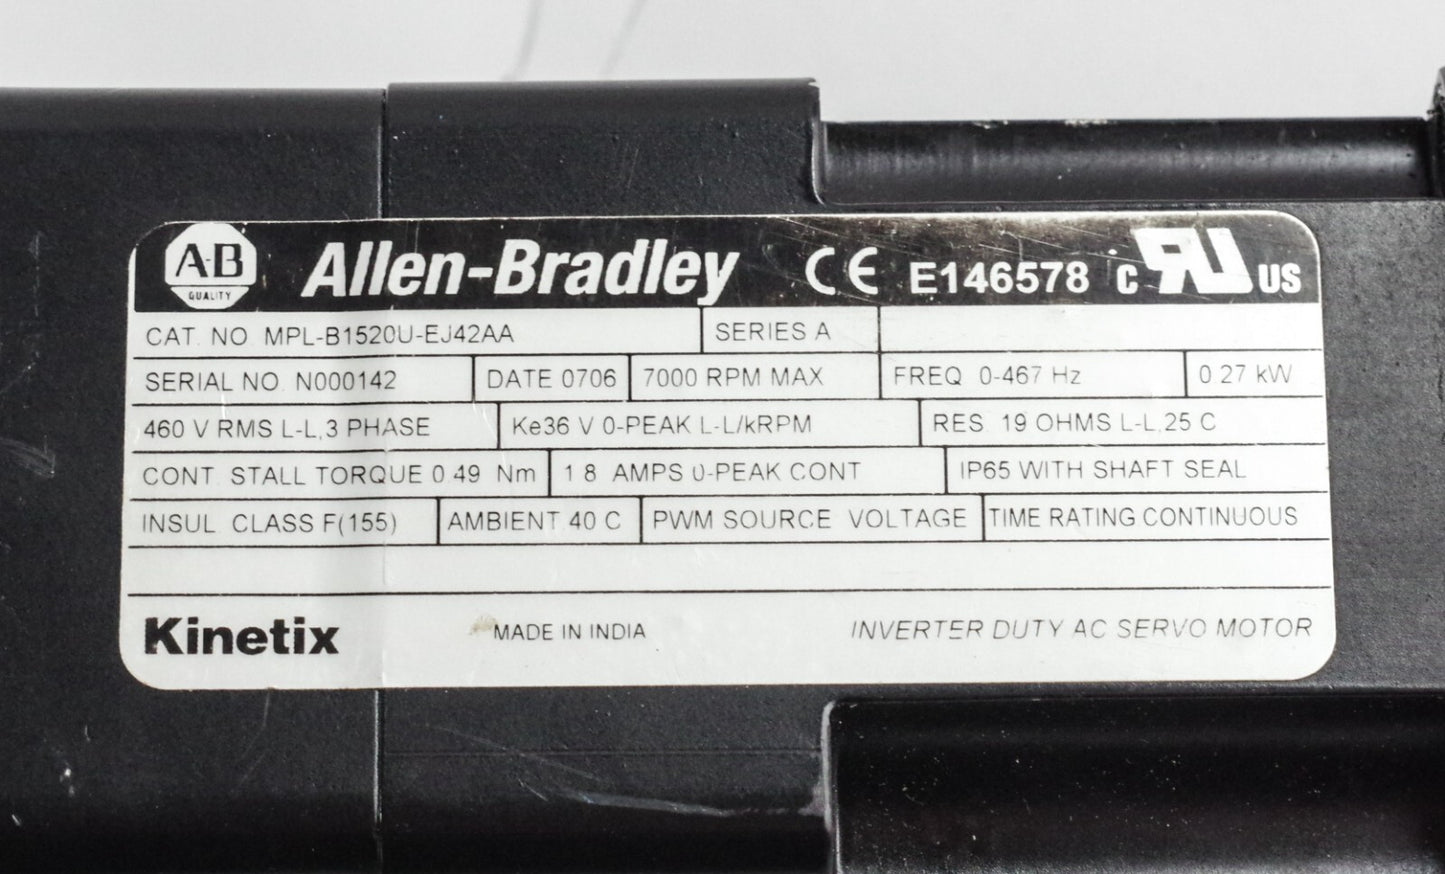 A-B QUALITY Allen-Bradley CE E146578 c RU US
CAT. NO. MPL-B1520U-EJ42AA SERIES A
SERIAL NO. N000142 DATE 0706 7000 RPM MAX FREQ 0-467 Hz 0.27 kW
460 V RMS L-L,3 PHASE Ke36 V 0-PEAK L-L/kRPM RES. 19 OHMS L-L,25 C
CONT. STALL TORQUE 0.49 Nm 1.8 AMPS 0-PEAK CONT IP65 WITH SHAFT SEAL
INSUL. CLASS F(155) AMBIENT 40 C PWM SOURCE VOLTAGE TIME RATING CONTINUOUS
Kinetix MADE IN INDIA INVERTER DUTY AC SERVO MOTOR